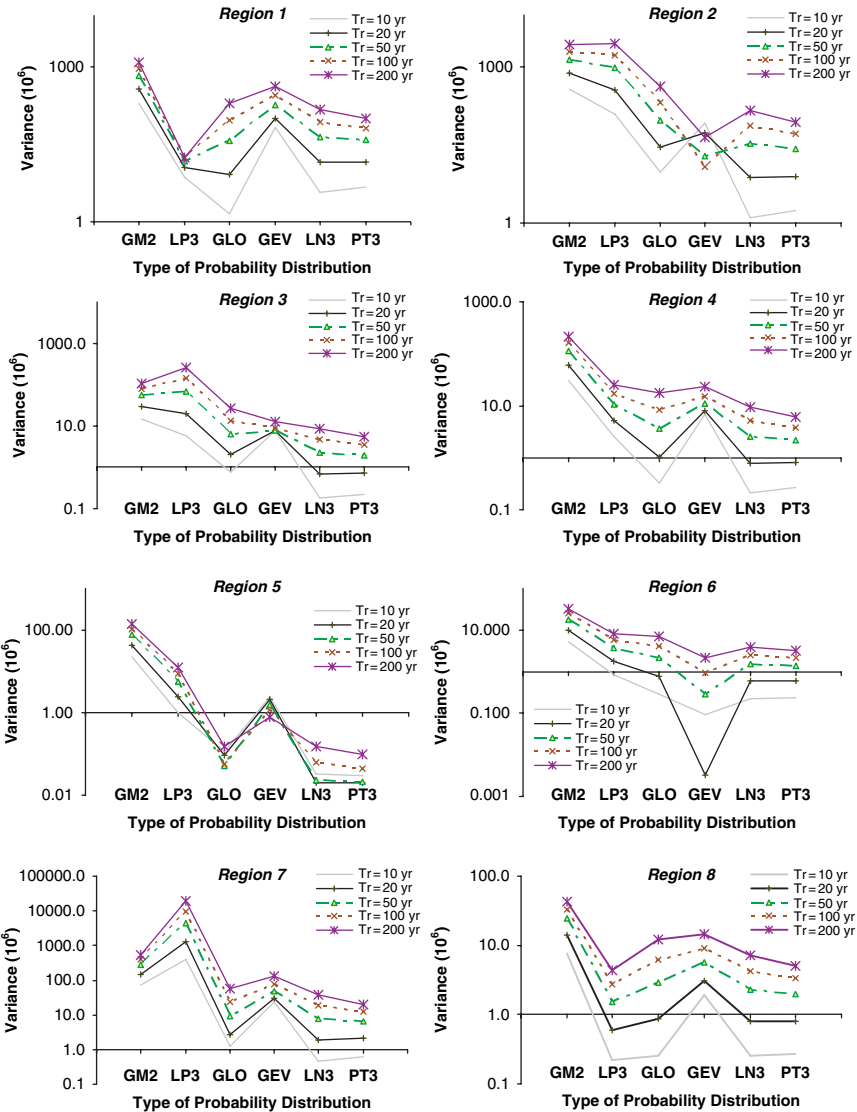 Region 1
Variance (10⁶)
1000
1
Tr = 10 yr
Tr = 20 yr
Tr = 50 yr
Tr = 100 yr
Tr = 200 yr
GM2 LP3 GLO GEV LN3 PT3
Type of Probability Distribution
Region 2
Variance (10⁶)
1000
1
Tr = 10 yr
Tr = 20 yr
Tr = 50 yr
Tr = 100 yr
Tr = 200 yr
GM2 LP3 GLO GEV LN3 PT3
Type of Probability Distribution
Region 3
Variance (10⁶)
1000.0
10.0
0.1
Tr = 10 yr
Tr = 20 yr
Tr = 50 yr
Tr = 100 yr
Tr = 200 yr
GM2 LP3 GLO GEV LN3 PT3
Type of Probability Distribution
Region 4
Variance (10⁶)
1000.0
10.0
0.1
Tr = 10 yr
Tr = 20 yr
Tr = 50 yr
Tr = 100 yr
Tr = 200 yr
GM2 LP3 GLO GEV LN3 PT3
Type of Probability Distribution
Region 5
Variance (10⁶)
100.00
1.00
0.01
Tr = 10 yr
Tr = 20 yr
Tr = 50 yr
Tr = 100 yr
Tr = 200 yr
GM2 LP3 GLO GEV LN3 PT3
Type of Probability Distribution
Region 6
Variance (10⁶)
10.000
0.100
0.001
Tr = 10 yr
Tr = 20 yr
Tr = 50 yr
Tr = 100 yr
Tr = 200 yr
GM2 LP3 GLO GEV LN3 PT3
Type of Probability Distribution
Region 7
Variance (10⁶)
100000.0
10000.0
1000.0
100.0
10.0
1.0
0.1
Tr = 10 yr
Tr = 20 yr
Tr = 50 yr
Tr = 100 yr
Tr = 200 yr
GM2 LP3 GLO GEV LN3 PT3
Type of Probability Distribution
Region 8
Variance (10⁶)
100.0
10.0
1.0
0.1
Tr = 10 yr
Tr = 20 yr
Tr = 50 yr
Tr = 100 yr
Tr = 200 yr
GM2 LP3 GLO GEV LN3 PT3
Type of Probability Distribution